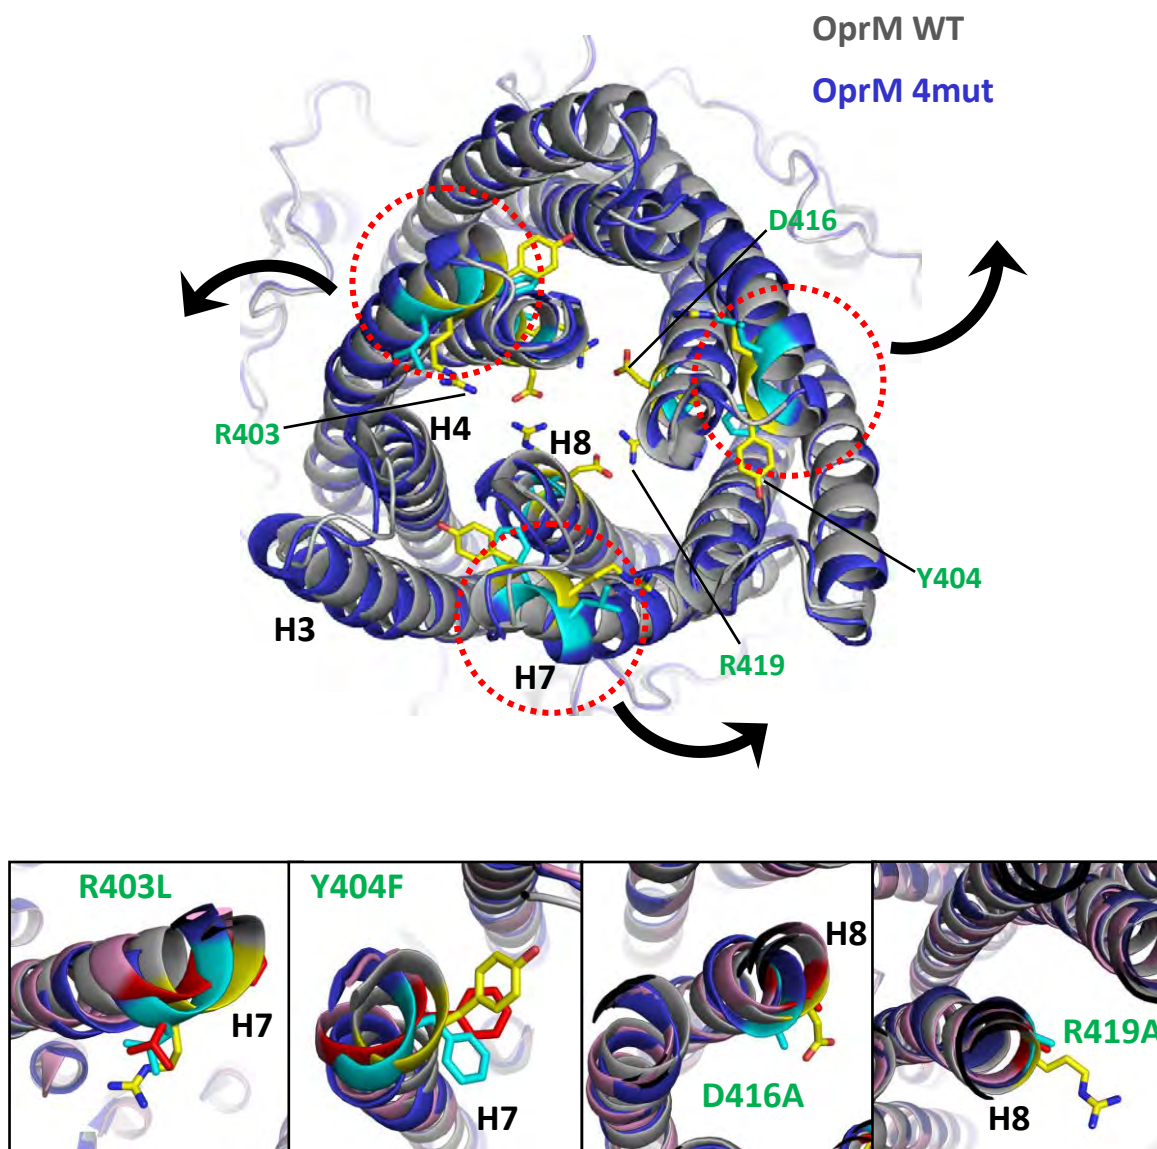 OprM WT
OprM 4mut
D416
R403
H4
H8
Y404
H3
R419
H7
R403L
H7
Y404F
H7
H8
D416A
R419A
H8